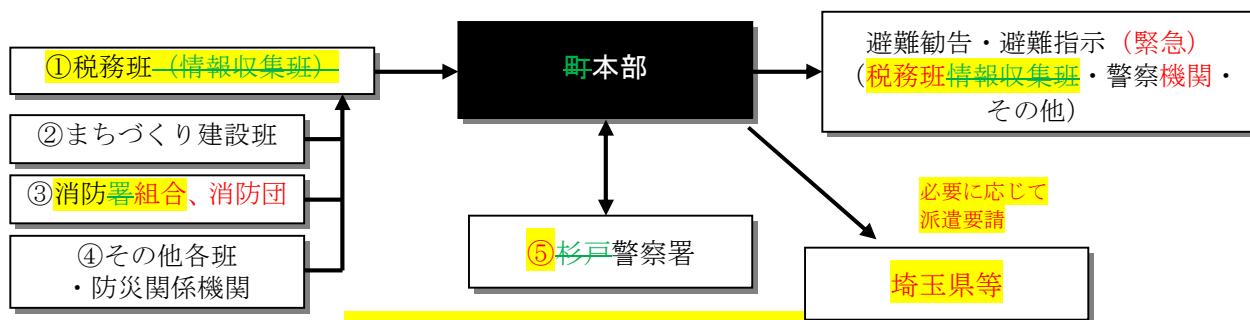 ①税務班（情報収集班）
②まちづくり建設班
③消防署組合、消防団
④その他各班
・防災関係機関
町本部
⑤杉戸警察署
避難勧告・避難指示（緊急）
（税務班情報収集班・警察機関・
その他）
必要に応じて
派遣要請
埼玉県等